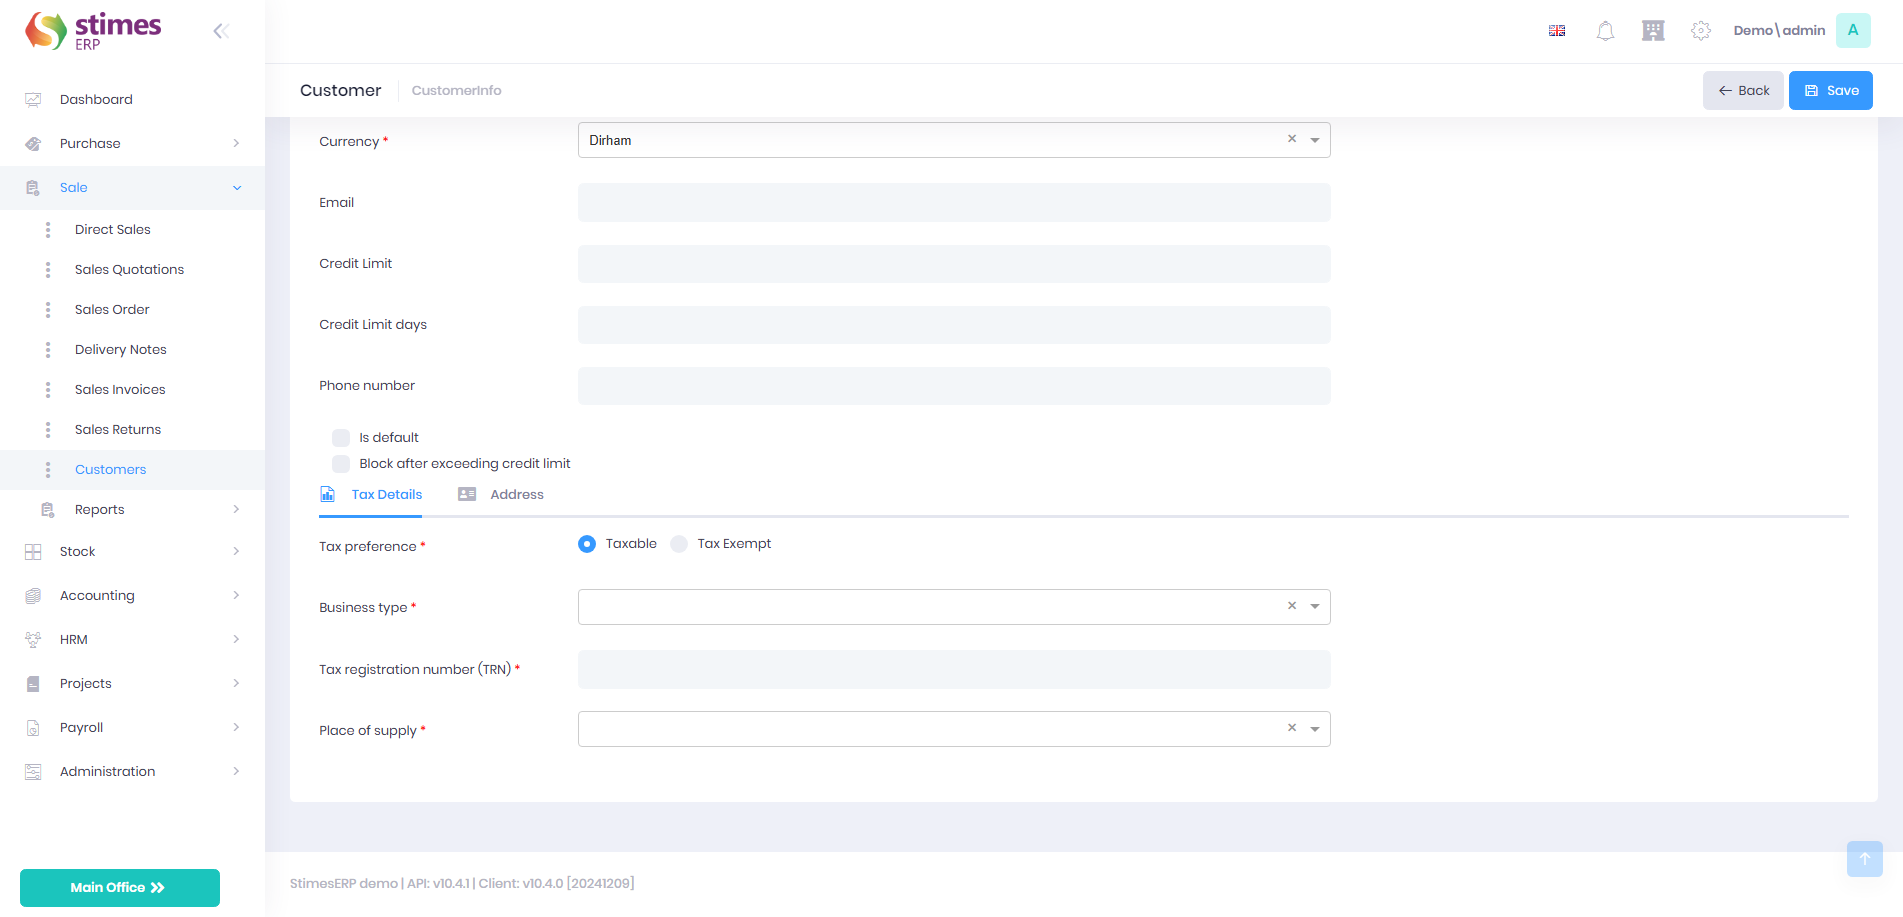 stimes
ERP
Demo\admin
A
Customer
CustomerInfo
Back
Save
Dashboard
Purchase
Sale
Direct Sales
Sales Quotations
Sales Order
Delivery Notes
Sales Invoices
Sales Returns
Customers
Reports
Stock
Accounting
HRM
Projects
Payroll
Administration
Main Office
Currency *
Dirham
Email
Credit Limit
Credit Limit days
Phone number
Is default
Block after exceeding credit limit
Tax Details
Address
Tax preference *
Taxable
Tax Exempt
Business type *
Tax registration number (TRN) *
Place of supply *
StimesERP demo | API: v10.4.1 | Client: v10.4.0 [20241209]